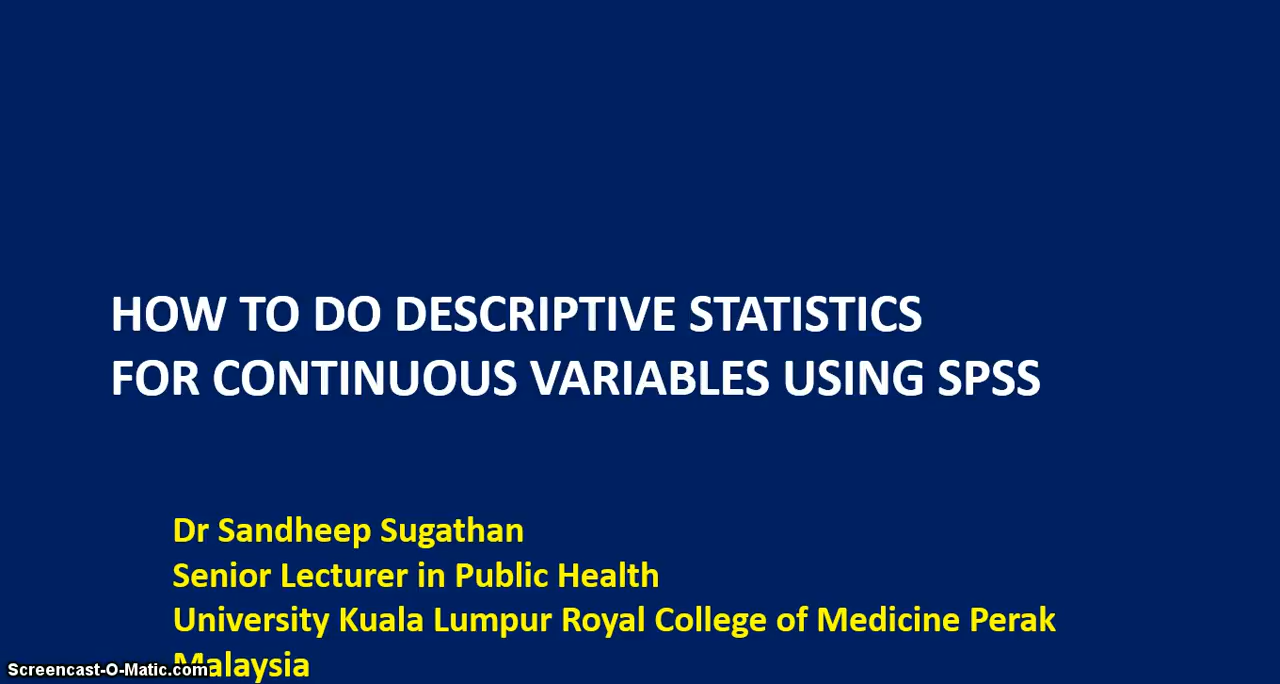 HOW TO DO DESCRIPTIVE STATISTICS
FOR CONTINUOUS VARIABLES USING SPSS
Dr Sandheep Sugathan
Senior Lecturer in Public Health
University Kuala Lumpur Royal College of Medicine Perak
Malaysia
Screencast-O-Matic.com